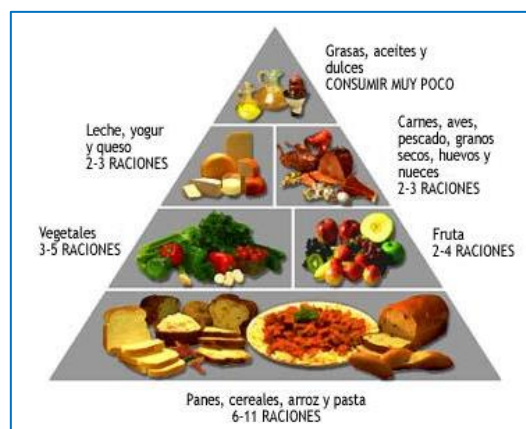 Grasas, aceites y
dulces
CONSUMIR MUY POCO
Leche, yogur
y queso
2-3 RACIONES
Carnes, aves,
pescado, granos
secos, huevos y
nueces
2-3 RACIONES
Vegetales
3-5 RACIONES
Fruta
2-4 RACIONES
Panes, cereales, arroz y pasta
6-11 RACIONES